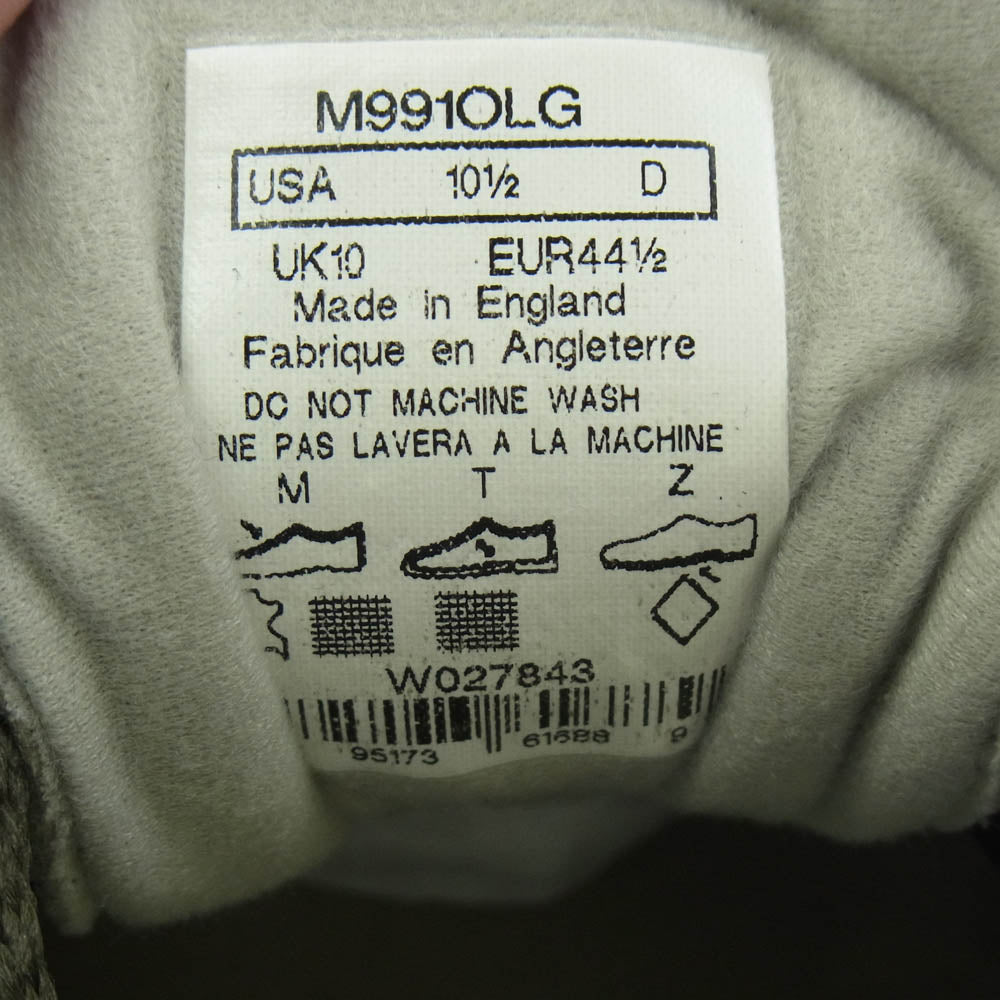 M991OLG
USA 10½ D
UK10 EUR44½
Made in England
Fabrique en Angleterre
DO NOT MACHINE WASH
NE PAS LAVERA A LA MACHINE
M T Z
W027843
95173 61688 9